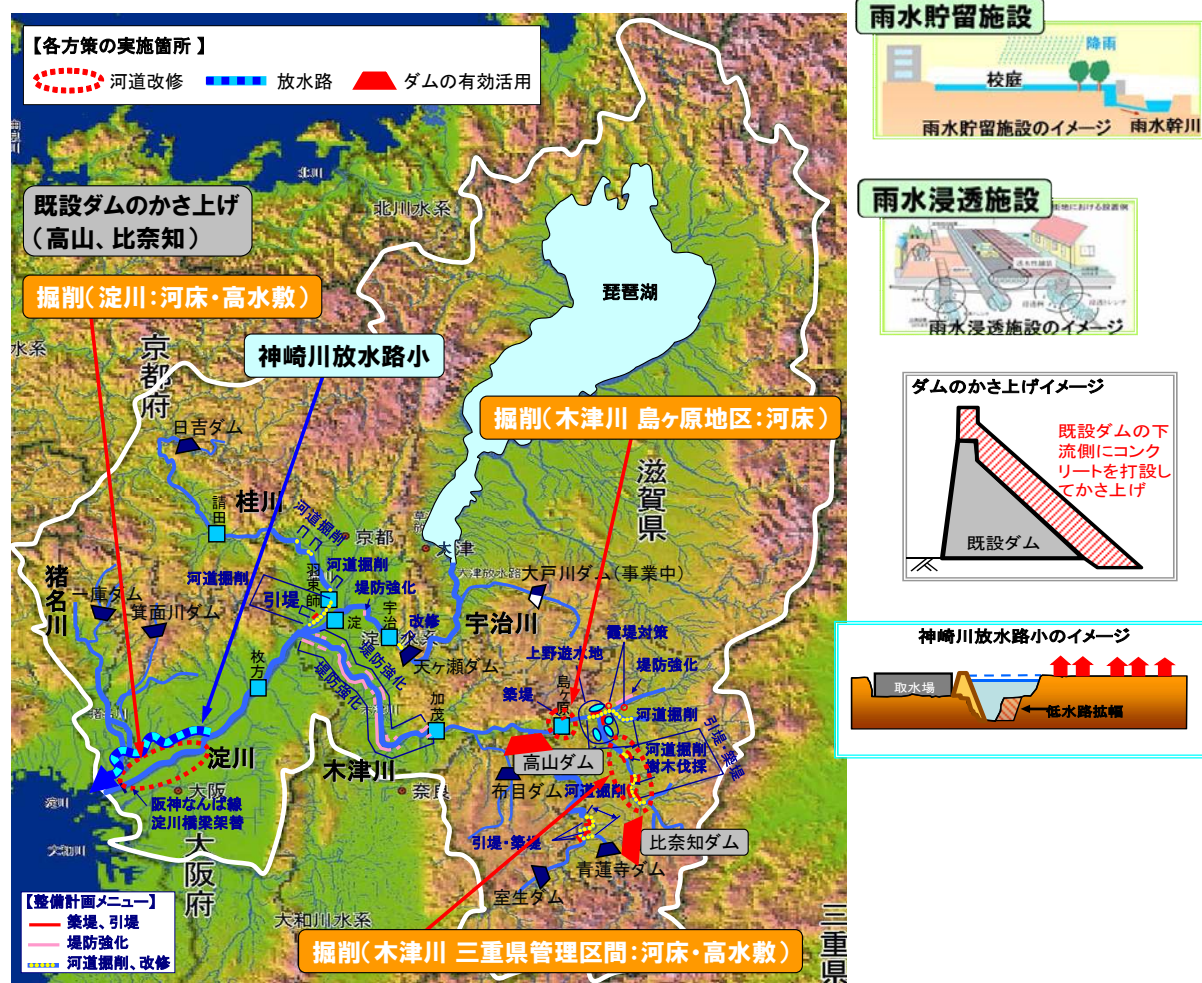 【各方策の実施箇所 】
河道改修
放水路
ダムの有効活用
北川
北川水系
既設ダムのかさ上げ
（高山、比奈知）
掘削（淀川：河床・高水敷）
水系
京都府
神崎川放水路小
琵琶湖
掘削（木津川 島ヶ原地区：河床）
滋賀県
日吉ダム
桂川
請田
河道掘削
京都
大津
大津放水路
大戸川ダム（事業中）
河道掘削
河道掘削
羽束師
堤防強化
引堤
淀
宇治
改修
宇治川
天ヶ瀬ダム
猪名川
一庫ダム
箕面川ダム
枚方
堤防強化
堤防強化
加茂
上野遊水地
堤防強化
築堤
島ヶ原
河道掘削
引堤・築堤
河道掘削
樹木伐採
高山ダム
布目ダム
河道掘削
比奈知ダム
引堤・築堤
青蓮寺ダム
室生ダム
淀川
木津川
奈良
大阪
阪神なんば線
淀川橋梁架替
淀川
大和川
大阪府
大和川水系
三重県
掘削（木津川 三重県管理区間：河床・高水敷）
【整備計画メニュー】
築堤、引堤
堤防強化
河道掘削、改修
雨水貯留施設
降雨
校庭
雨水貯留施設のイメージ
雨水幹川
雨水浸透施設
雨水浸透施設のイメージ
ダムのかさ上げイメージ
既設ダムの下
流側にコンク
リートを打設し
てかさ上げ
既設ダム
神崎川放水路小のイメージ
取水場
低水路拡幅